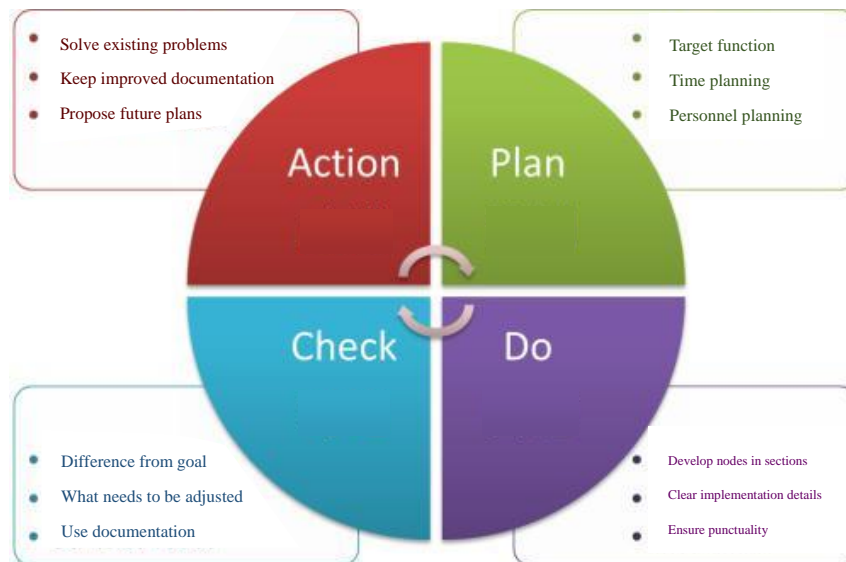 Solve existing problems
Keep improved documentation
Propose future plans
Target function
Time planning
Personnel planning
Action
Plan
Check
Do
Difference from goal
What needs to be adjusted
Use documentation
Develop nodes in sections
Clear implementation details
Ensure punctuality